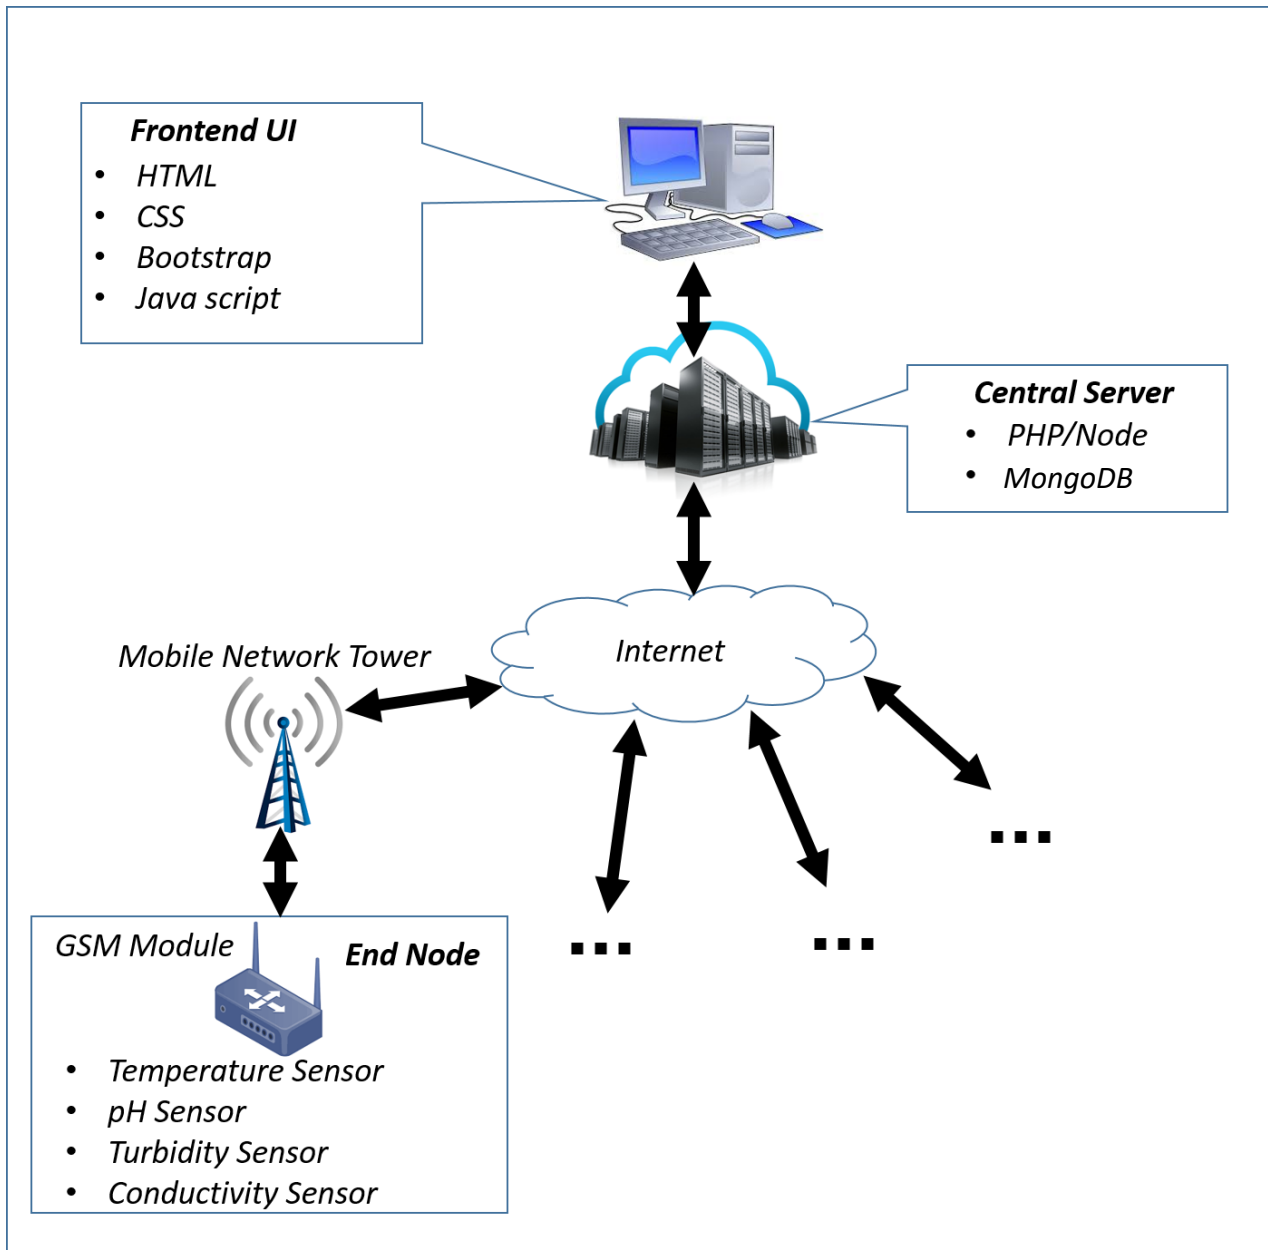 Frontend UI
• HTML
• CSS
• Bootstrap
• Java script
Central Server
• PHP/Node
• MongoDB
Internet
Mobile Network Tower
...
...
...
GSM Module
End Node
• Temperature Sensor
• pH Sensor
• Turbidity Sensor
• Conductivity Sensor